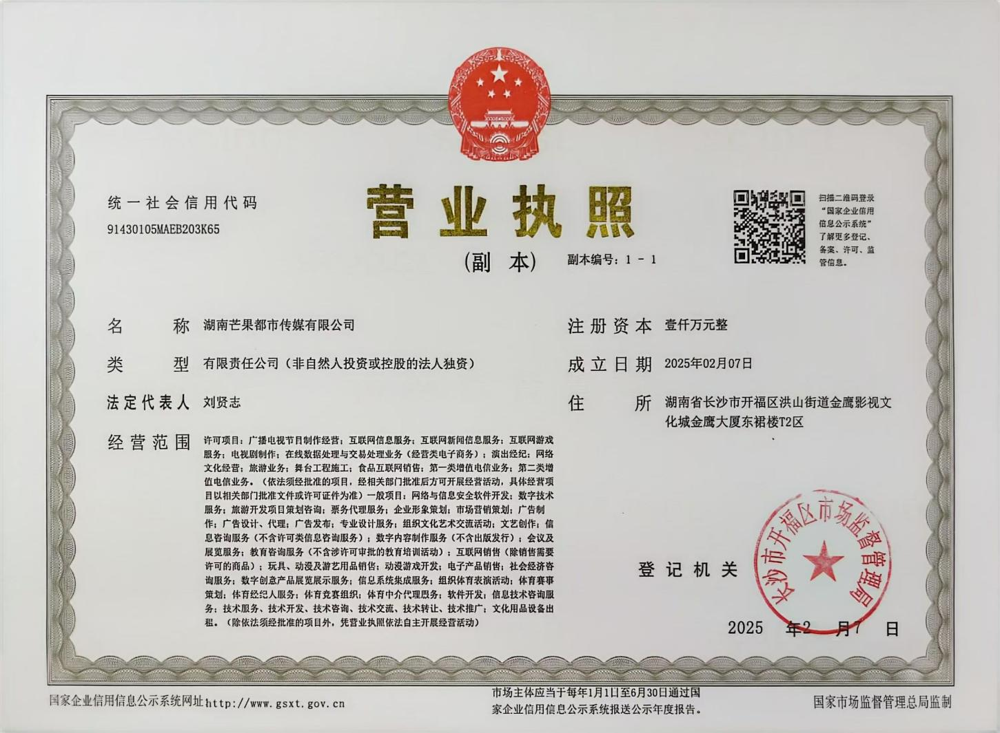 营业执照
(副 本)
副本编号：1 - 1
统一社会信用代码
91430105MAEB203K65
扫描二维码登录
“国家企业信用
信息公示系统”
了解更多登记、
备案、许可、监
管信息。
名 称 湖南芒果都市传媒有限公司
类 型 有限责任公司（非自然人投资或控股的法人独资）
法定代表人 刘贤志
经营范围 许可项目：广播电视节目制作经营；互联网信息服务；互联网新闻信息服务；互联网游戏
服务；电视剧制作；在线数据处理与交易处理业务（经营类电子商务）；演出经纪；网络
文化经营；旅游业务；舞台工程施工；食品互联网销售；第一类增值电信业务；第二类增
值电信业务。（依法须经批准的项目，经相关部门批准后方可开展经营活动，具体经营项
目以相关部门批准文件或许可证件为准）一般项目：网络与信息安全软件开发；数字技术
服务；旅游开发项目策划咨询；票务代理服务；企业形象策划；市场营销策划；广告制
作；广告设计、代理；广告发布；专业设计服务；组织文化艺术交流活动；文艺创作；信
息咨询服务（不含许可类信息咨询服务）；数字内容制作服务（不含出版发行）；会议及
展览服务；教育咨询服务（不含涉许可审批的教育培训活动）；互联网销售（除销售需要
许可的商品）；玩具、动漫及游艺用品销售；动漫游戏开发；电子产品销售；社会经济咨
询服务；数字创意产品展览展示服务；信息系统集成服务；组织体育表演活动；体育赛事
策划；体育经纪人服务；体育竞赛组织；体育中介代理服务；软件开发；信息技术咨询服
务；技术服务、技术开发、技术咨询、技术交流、技术转让、技术推广；文化用品设备出
租。（除依法须经批准的项目外，凭营业执照依法自主开展经营活动）
注册资本 壹仟万元整
成立日期 2025年02月07日
住 所 湖南省长沙市开福区洪山街道金鹰影视文
化城金鹰大厦东裙楼T2区
登记机关
长沙市开福区市场监督管理局
2025 年2 月7 日
国家企业信用信息公示系统网址:http://www.gsxt.gov.cn
市场主体应当于每年1月1日至6月30日通过国
家企业信用信息公示系统报送公示年度报告。
国家市场监督管理总局监制